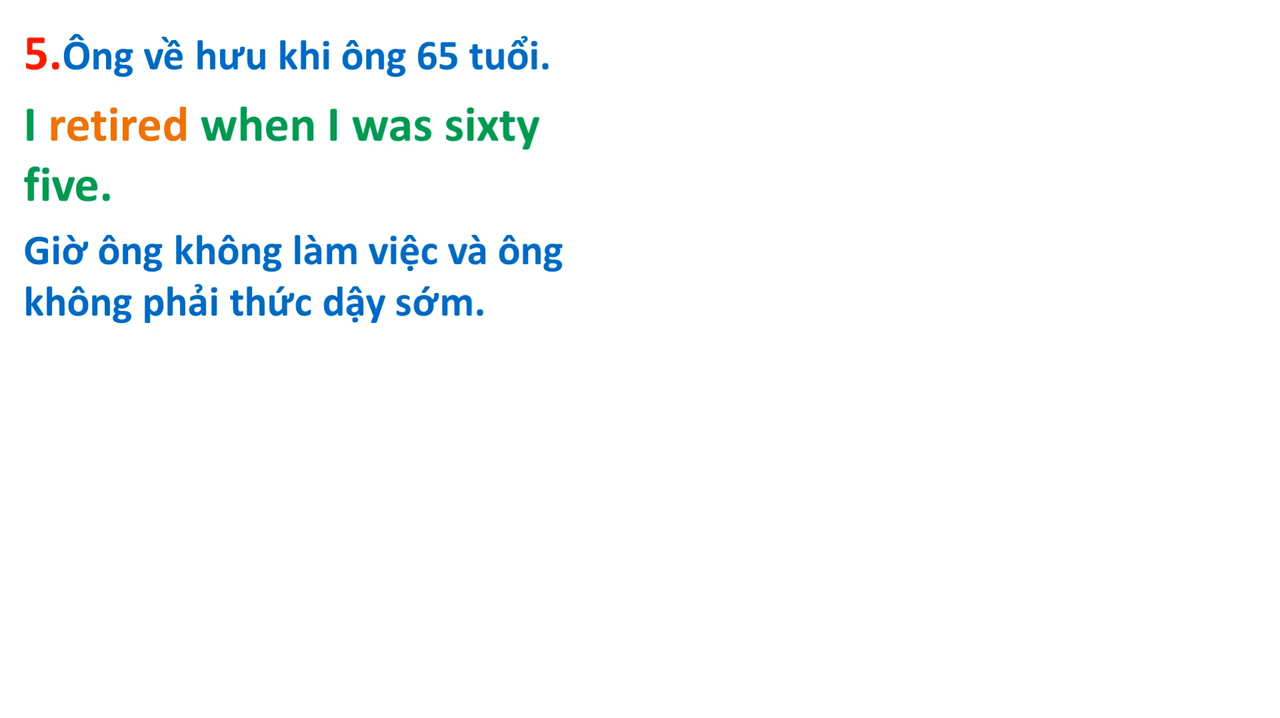 5.Ông về hưu khi ông 65 tuổi.
I retired when I was sixty
five.
Giờ ông không làm việc và ông
không phải thức dậy sớm.